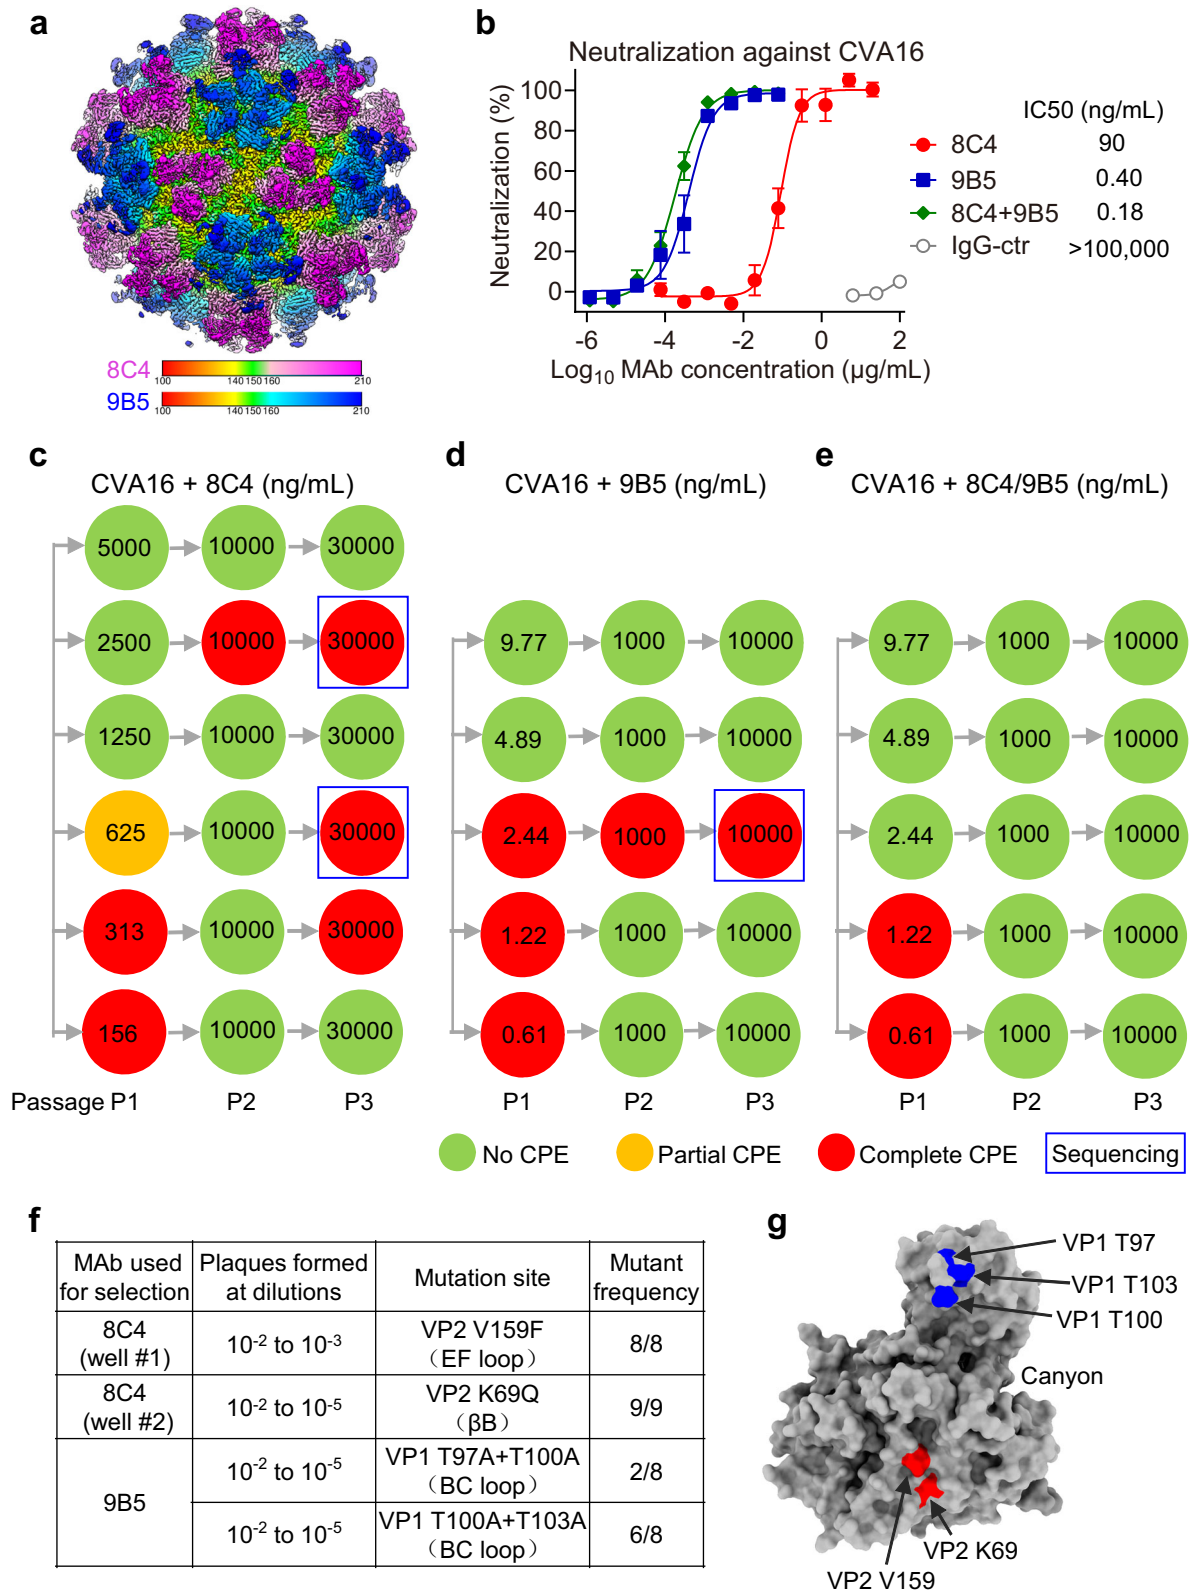 a
8C4
100 140 150 160 210
9B5
100 140 150 160 210
b
Neutralization against CVA16
Neutralization (%)
100
80
60
40
20
0
-6 -4 -2 0 2
Log10 MAb concentration (µg/mL)
IC50 (ng/mL)
8C4 90
9B5 0.40
8C4+9B5 0.18
IgG-ctr >100,000
c
CVA16 + 8C4 (ng/mL)
5000 10000 30000
2500 10000 30000
1250 10000 30000
625 10000 30000
313 10000 30000
156 10000 30000
Passage P1 P2 P3
d
CVA16 + 9B5 (ng/mL)
9.77 1000 10000
4.89 1000 10000
2.44 1000 10000
1.22 1000 10000
0.61 1000 10000
P1 P2 P3
e
CVA16 + 8C4/9B5 (ng/mL)
9.77 1000 10000
4.89 1000 10000
2.44 1000 10000
1.22 1000 10000
0.61 1000 10000
P1 P2 P3
No CPE Partial CPE Complete CPE Sequencing
f
MAb used for selection
Plaques formed at dilutions
Mutation site
Mutant frequency
8C4 (well #1)
10-2 to 10-3
VP2 V159F (EF loop)
8/8
8C4 (well #2)
10-2 to 10-5
VP2 K69Q (βB)
9/9
9B5
10-2 to 10-5
VP1 T97A+T100A (BC loop)
2/8
10-2 to 10-5
VP1 T100A+T103A (BC loop)
6/8
g
VP1 T97
VP1 T103
VP1 T100
Canyon
VP2 K69
VP2 V159